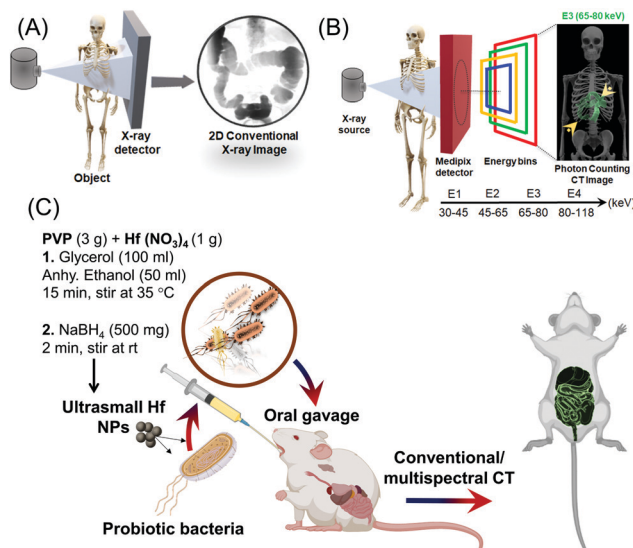 (A)
X-ray
detector
Object
2D Conventional
X-ray Image
(B)
E3 (65-80 keV)
X-ray
source
Medipix
detector
Energy bins
Photon Counting
CT Image
E1 E2 E3 E4 (keV)
30-45 45-65 65-80 80-118
(C)
PVP (3 g) + Hf (NO₃)₄ (1 g)
1. Glycerol (100 ml)
Anhy. Ethanol (50 ml)
15 min, stir at 35 °C
2. NaBH₄ (500 mg)
2 min, stir at rt
Ultrasmall Hf
NPs
Probiotic bacteria
Oral gavage
Conventional/
multispectral CT